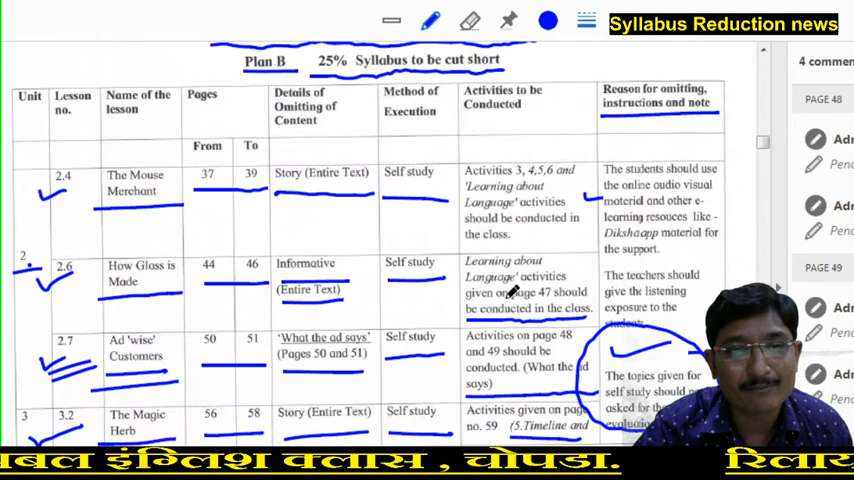 Syllabus Reduction news
Plan B 25% Syllabus to be cut short
4 comme
Unit
Lesson no.
Name of the lesson
Pages
From
To
Details of Omitting of Content
Method of Execution
Activities to be Conducted
Reason for omitting, instructions and note
PAGE 48
2.4
The Mouse Merchant
37
39
Story (Entire Text)
Self study
Activities 3, 4,5,6 and
'Learning about
Language' activities
should be conducted in
the class.
The students should use
the online audio visual
material and other e-
learning resouces like -
Diksha app material for
the support.
2
2.6
How Glass is Made
44
46
Informative
(Entire Text)
Self study
Learning about
Language' activities
given on page 47 should
be conducted in the class.
The teachers should
give the listening
exposure to the
PAGE 49
2.7
Ad 'wise' Customers
50
51
'What the ad says'
(Pages 50 and 51)
Self study
Activities on page 48
and 49 should be
conducted. (What the ad
says)
The topics given for
self study should
asked for
3
3.2
The Magic Herb
56
58
Story (Entire Text)
Self study
Activities given on page
no. 59 (5.Timeline and
इंग्लिश क्लास , चोपडा.